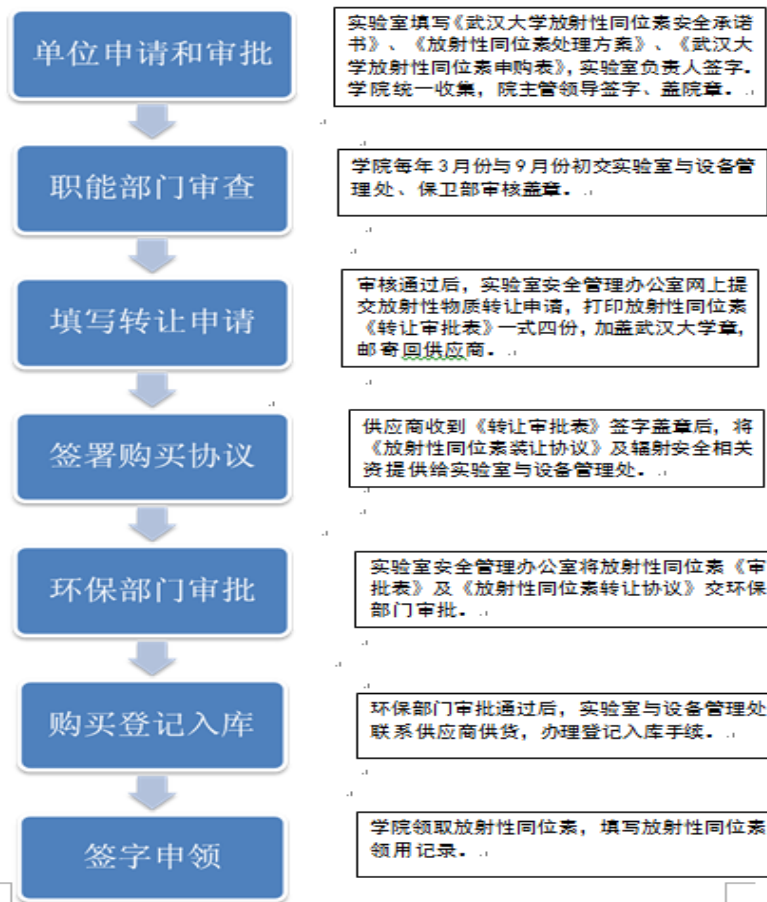 单位申请和审批
实验室填写《武汉大学放射性同位素安全承诺
书》、《放射性同位素处理方案》、《武汉大
学放射性同位素申购表》，实验室负责人签字。
学院统一收集，院主管领导签字、盖院章。
职能部门审查
学院每年3月份与9月份初交实验室与设备管
理处、保卫部审核盖章。
填写转让申请
审核通过后，实验室安全管理办公室网上提
交放射性物质转让申请，打印放射性同位素
《转让审批表》一式四份，加盖武汉大学章，
邮寄回供应商。
签署购买协议
供应商收到《转让审批表》签字盖章后，将
《放射性同位素装让协议》及辐射安全相关
资提供给实验室与设备管理处。
环保部门审批
实验室安全管理办公室将放射性同位素《审
批表》及《放射性同位素转让协议》交环保
部门审批。
购买登记入库
环保部门审批通过后，实验室与设备管理处
联系供应商供货，办理登记入库手续。
签字申领
学院领取放射性同位素，填写放射性同位素
领用记录。